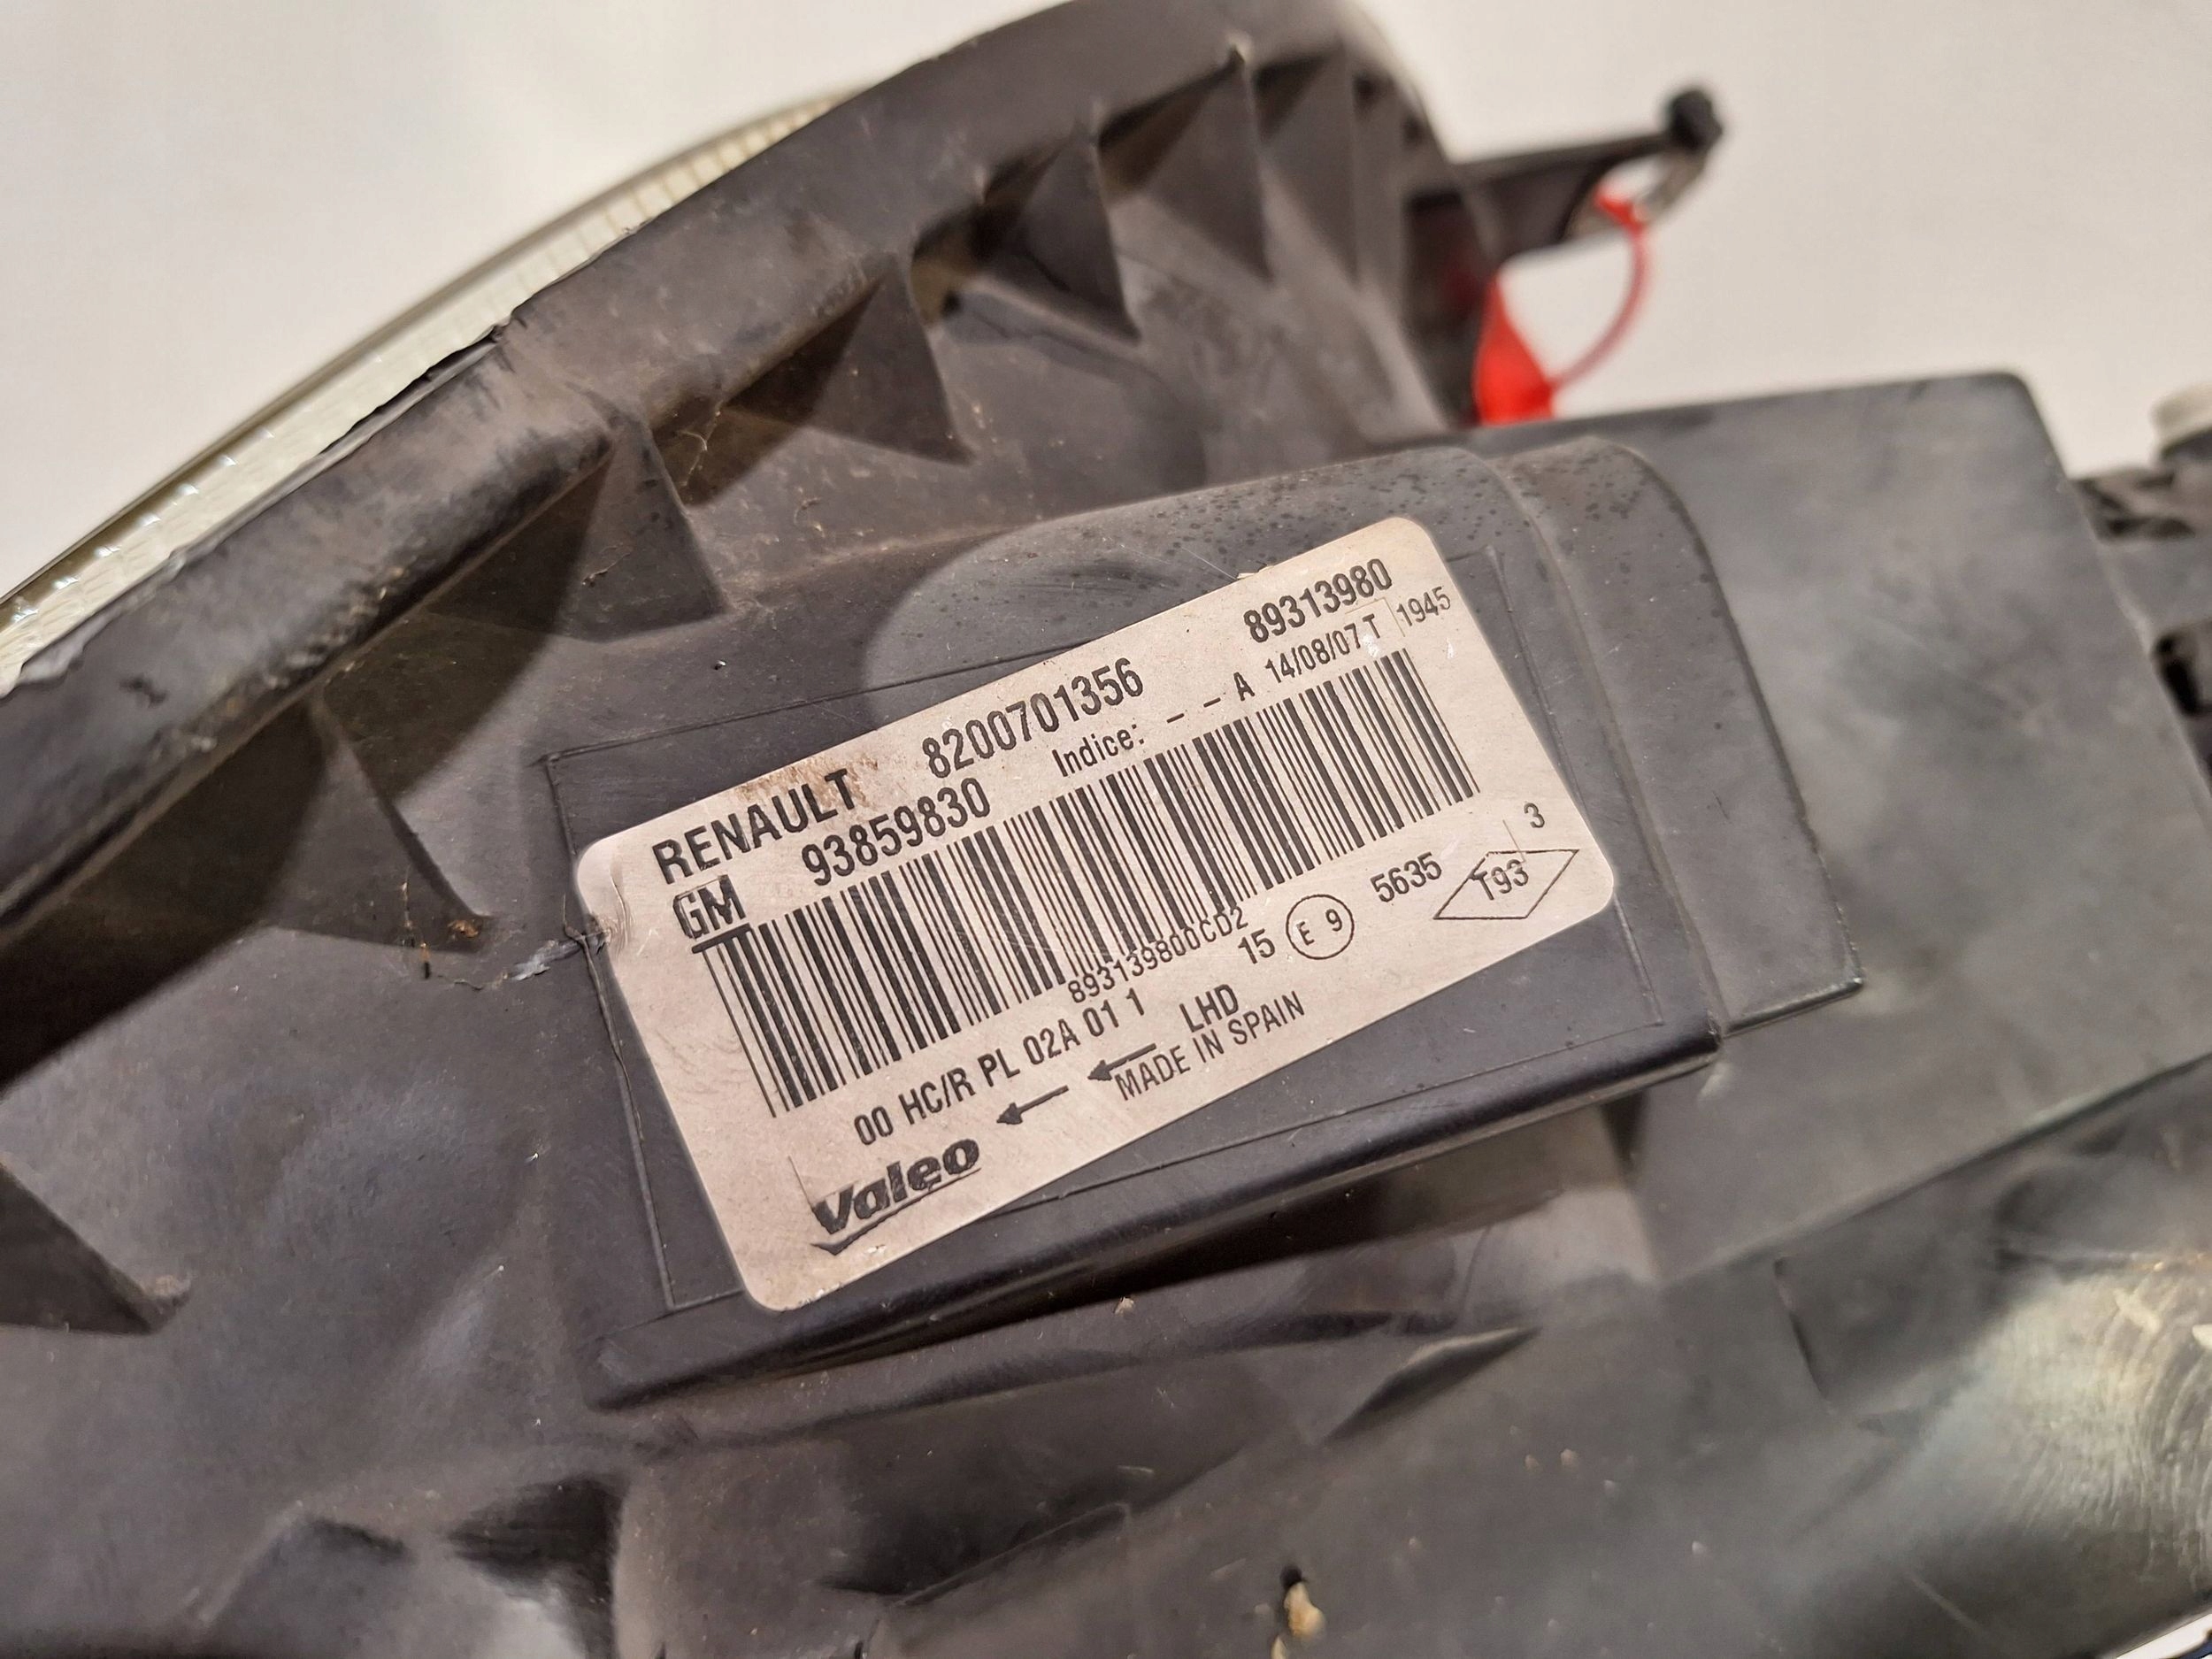 RENAULT 8200701356 89313980
GM 93859830 Indice: - - A 14/08/07 T 1945
893139800CD2
00 HC/R PL 02A 01 1 15 E 9 5635 T93 3
LHD
Valeo MADE IN SPAIN